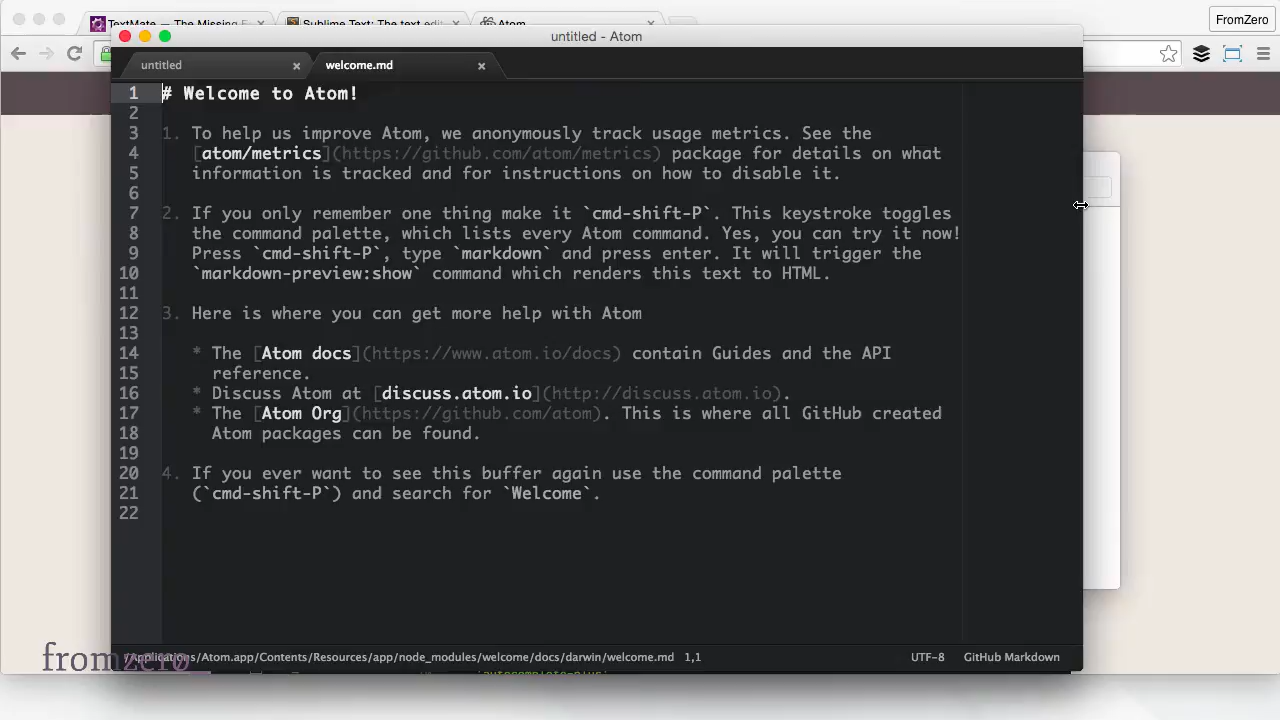 TextMate — The Missing E
Sublime Text: The text edi
Atom
FromZero
untitled - Atom
untitled
welcome.md
1 # Welcome to Atom!
2
3 1. To help us improve Atom, we anonymously track usage metrics. See the
4 [atom/metrics](https://github.com/atom/metrics) package for details on what
5 information is tracked and for instructions on how to disable it.
6
7 2. If you only remember one thing make it `cmd-shift-P`. This keystroke toggles
8 the command palette, which lists every Atom command. Yes, you can try it now!
9 Press `cmd-shift-P`, type `markdown` and press enter. It will trigger the
10 `markdown-preview:show` command which renders this text to HTML.
11
12 3. Here is where you can get more help with Atom
13
14 * The [Atom docs](https://www.atom.io/docs) contain Guides and the API
15 reference.
16 * Discuss Atom at [discuss.atom.io](http://discuss.atom.io).
17 * The [Atom Org](https://github.com/atom). This is where all GitHub created
18 Atom packages can be found.
19
20 4. If you ever want to see this buffer again use the command palette
21 (`cmd-shift-P`) and search for `Welcome`.
22
fromzero
/Applications/Atom.app/Contents/Resources/app/node_modules/welcome/docs/darwin/welcome.md 1,1
UTF-8 GitHub Markdown